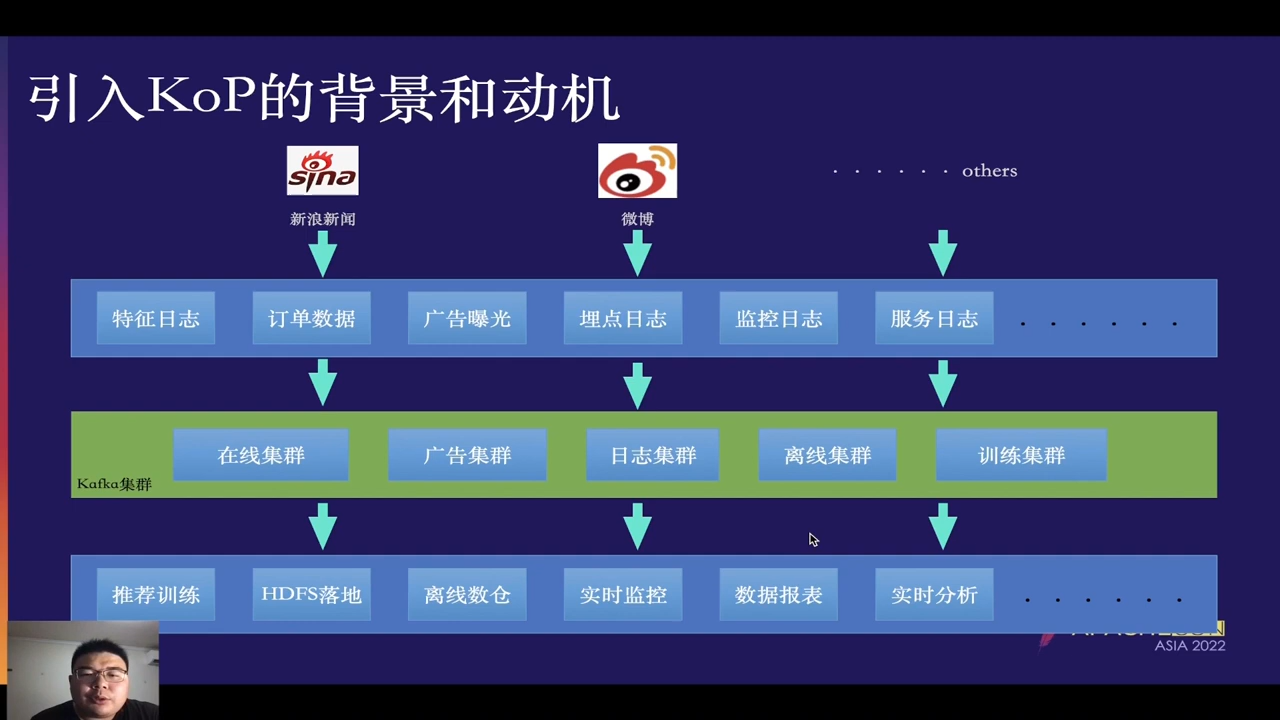 引入KoP的背景和动机
sina
· · · · · · others
新浪新闻
微博
特征日志 订单数据 广告曝光 埋点日志 监控日志 服务日志 · · · · · ·
在线集群 广告集群 日志集群 离线集群 训练集群
Kafka集群
推荐训练 HDFS落地 离线数仓 实时监控 数据报表 实时分析 · · · · · ·
APACHECON
ASIA 2022